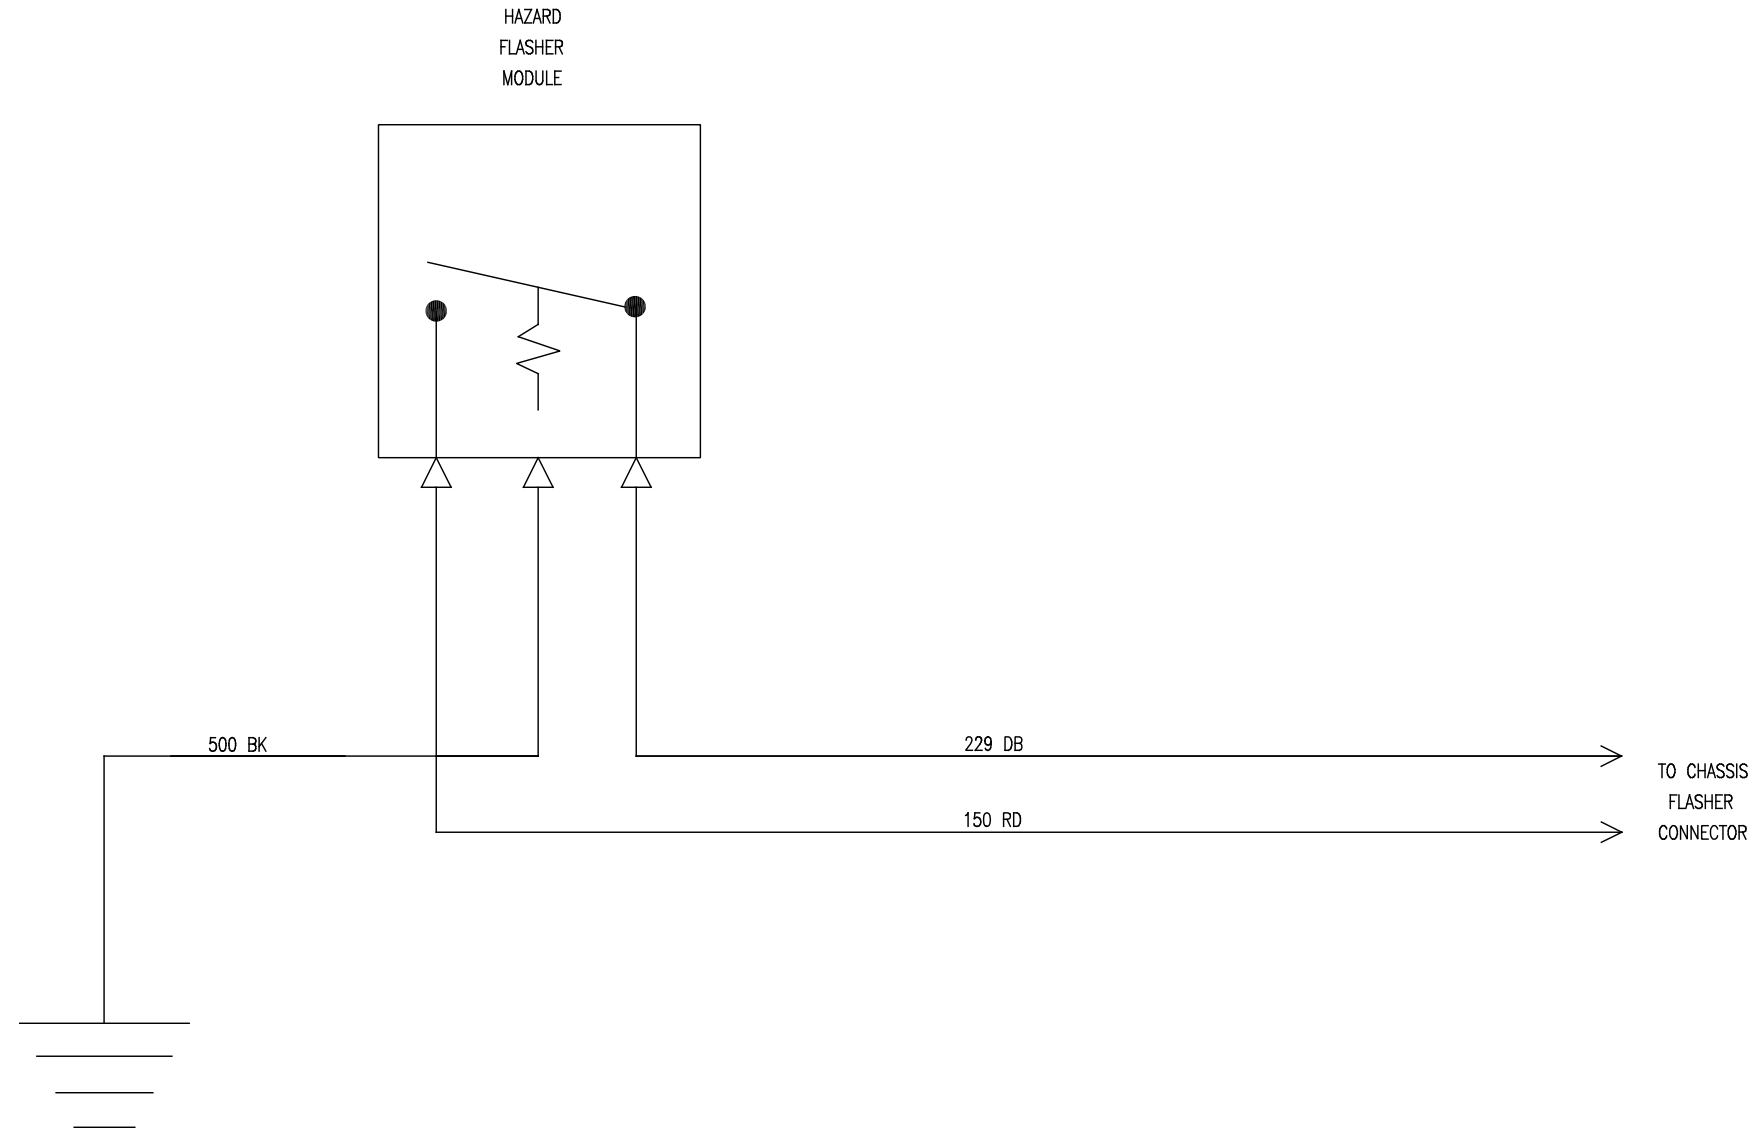 HAZARD
FLASHER
MODULE
500 BK
229 DB
150 RD
TO CHASSIS
FLASHER
CONNECTOR